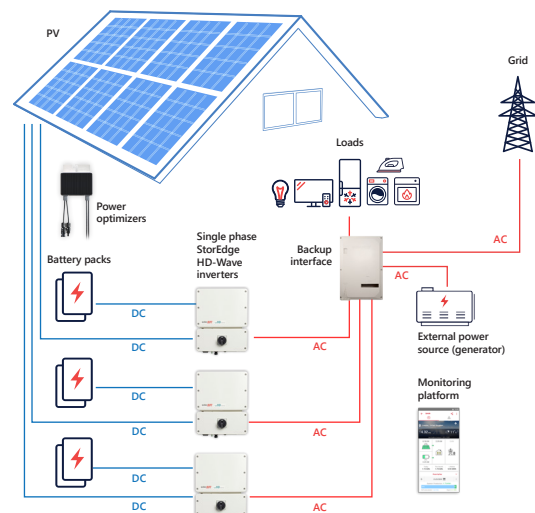 PV
Grid
Loads
Power
optimizers
Single phase
StorEdge
HD-Wave
inverters
Backup
interface
AC
AC
Battery packs
DC
External power
source (generator)
DC
AC
Monitoring
platform
DC
DC
AC
DC
DC
AC